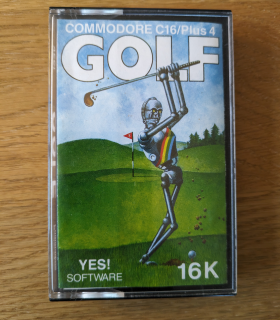 COMMODORE C16/Plus 4
GOLF
YES!
SOFTWARE
16K